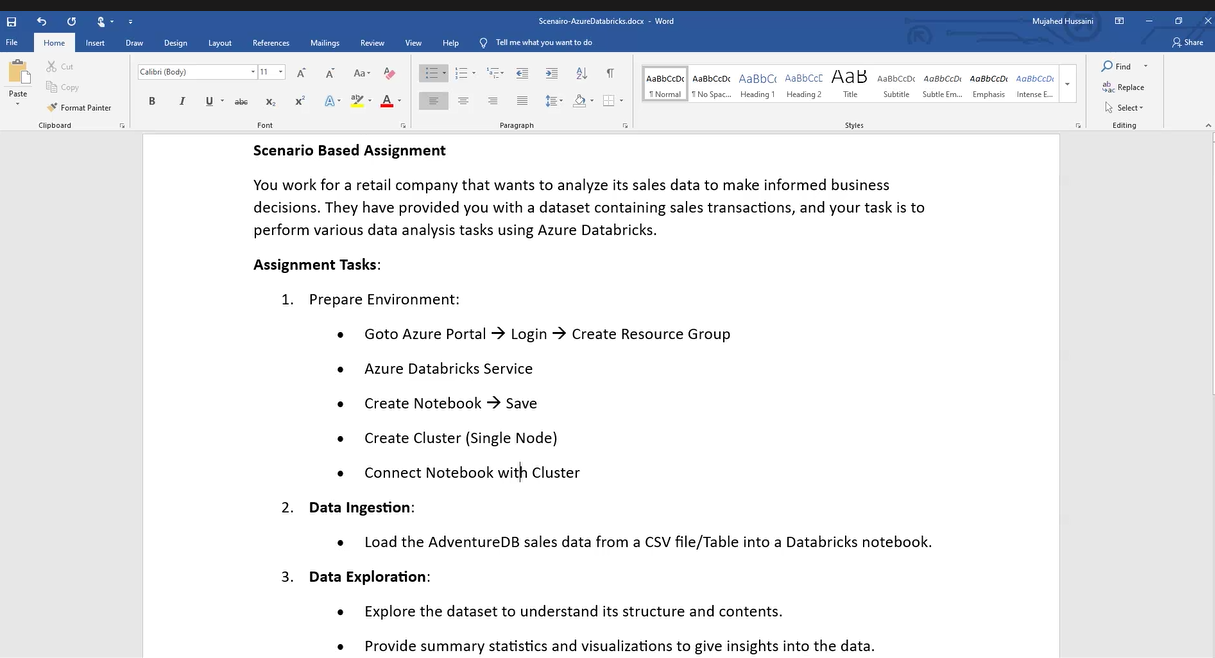 Scenairo-AzureDatabricks.docx - Word
Mujahed Hussaini
File Home Insert Draw Design Layout References Mailings Review View Help Tell me what you want to do Share
Paste
Cut
Copy
Format Painter
Clipboard
Calibri (Body) 11
Font
Paragraph
AaBbCcDc AaBbCcDc AaBbCc AaBbCcD AaB AaBbCcDc AaBbCcDc AaBbCcDc AaBbCcDc
¶ Normal ¶ No Spac... Heading 1 Heading 2 Title Subtitle Subtle Em... Emphasis Intense E...
Styles
Find
Replace
Select
Editing
Scenario Based Assignment
You work for a retail company that wants to analyze its sales data to make informed business
decisions. They have provided you with a dataset containing sales transactions, and your task is to
perform various data analysis tasks using Azure Databricks.
Assignment Tasks:
1. Prepare Environment:
• Goto Azure Portal → Login → Create Resource Group
• Azure Databricks Service
• Create Notebook → Save
• Create Cluster (Single Node)
• Connect Notebook with Cluster
2. Data Ingestion:
• Load the AdventureDB sales data from a CSV file/Table into a Databricks notebook.
3. Data Exploration:
• Explore the dataset to understand its structure and contents.
• Provide summary statistics and visualizations to give insights into the data.